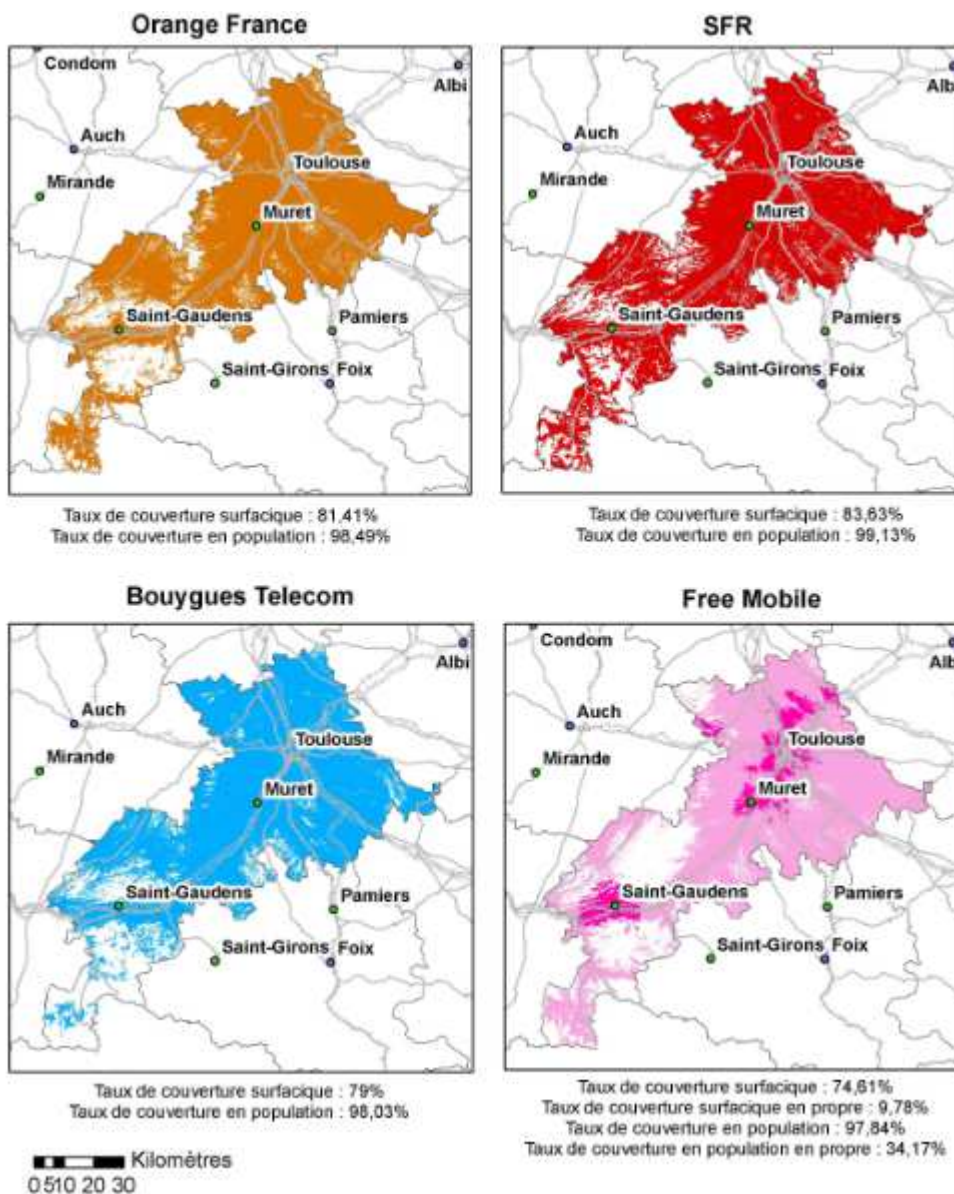 Orange France
Condom
Albi
Auch
Toulouse
Mirande
Muret
Saint-Gaudens
Pamiers
Saint-Girons
Foix
Taux de couverture surfacique : 81,41%
Taux de couverture en population : 98,49%
SFR
Albi
Auch
Toulouse
Mirande
Muret
Saint-Gaudens
Pamiers
Saint-Girons
Foix
Taux de couverture surfacique : 83,63%
Taux de couverture en population : 99,13%
Bouygues Telecom
Albi
Auch
Toulouse
Mirande
Muret
Saint-Gaudens
Pamiers
Saint-Girons
Foix
Taux de couverture surfacique : 79%
Taux de couverture en population : 98,03%
Free Mobile
Condom
Alb
Auch
Toulouse
Mirande
Muret
Saint-Gaudens
Pamiers
Saint-Girons
Foix
Taux de couverture surfacique : 74,61%
Taux de couverture surfacique en propre : 9,78%
Taux de couverture en population : 97,84%
Taux de couverture en population en propre : 34,17%
Kilomètres
0 5 10 20 30